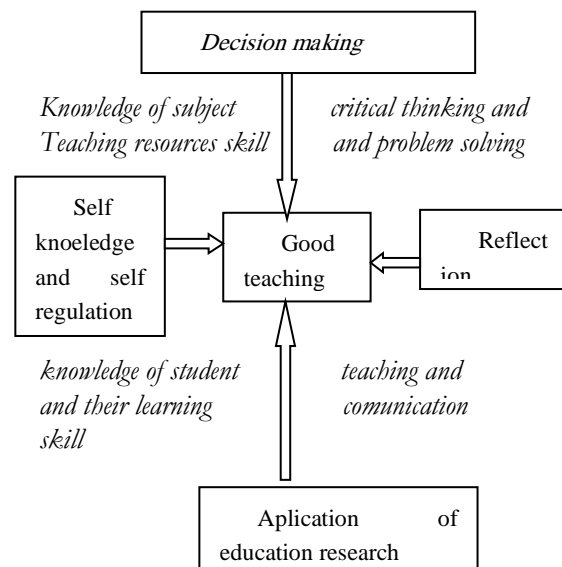 Decision making
Knowledge of subject
Teaching resources skill
critical thinking and
and problem solving
Self
knoeledge
and self
regulation
Good
teaching
Reflect
ion
knowledge of student
and their learning
skill
teaching and
comunication
Aplication of
education research